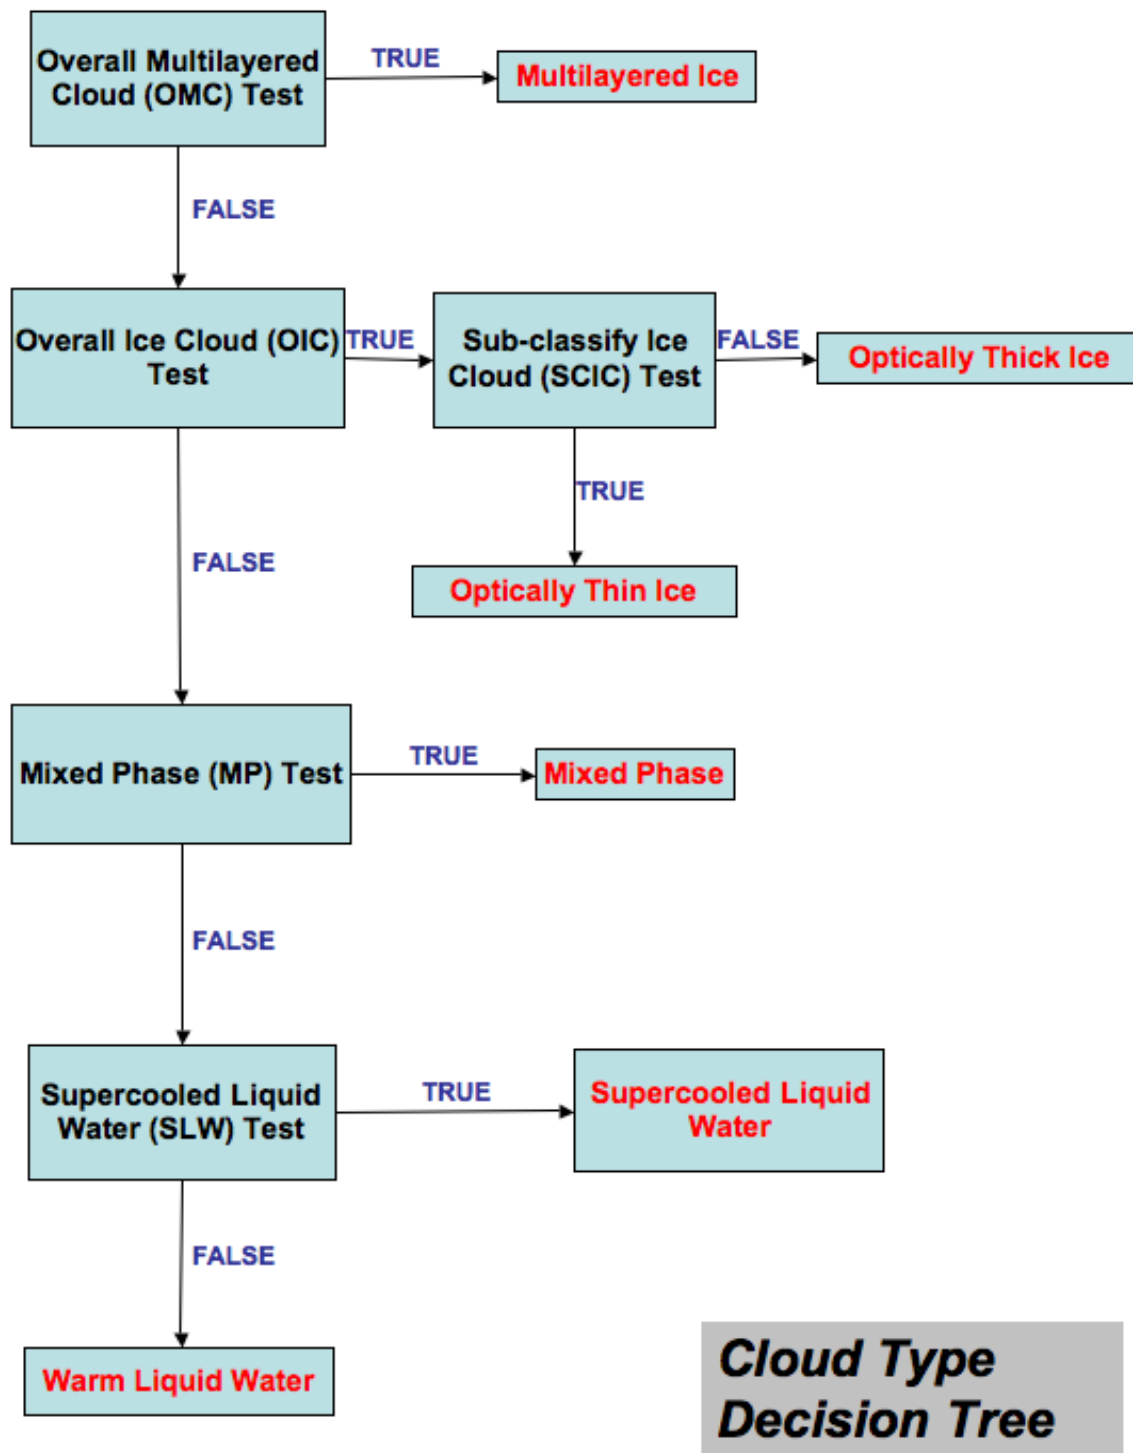 Overall Multilayered
Cloud (OMC) Test
TRUE
Multilayered Ice
FALSE
Overall Ice Cloud (OIC)
Test
TRUE
Sub-classify Ice
Cloud (SCIC) Test
FALSE
Optically Thick Ice
TRUE
Optically Thin Ice
FALSE
Mixed Phase (MP) Test
TRUE
Mixed Phase
FALSE
Supercooled Liquid
Water (SLW) Test
TRUE
Supercooled Liquid
Water
FALSE
Warm Liquid Water
Cloud Type
Decision Tree